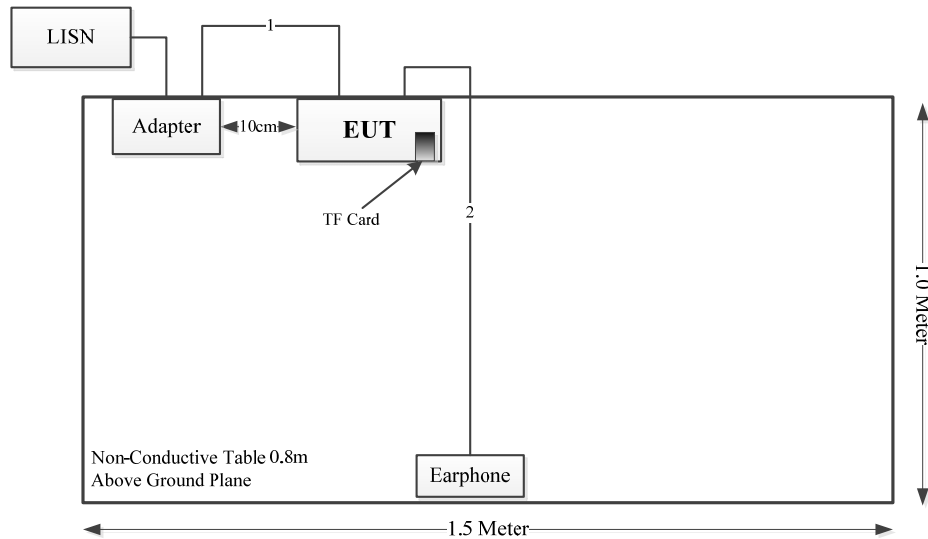 LISN
1
Adapter
10cm
EUT
TF Card
2
1.0 Meter
Non-Conductive Table 0.8m
Above Ground Plane
Earphone
1.5 Meter